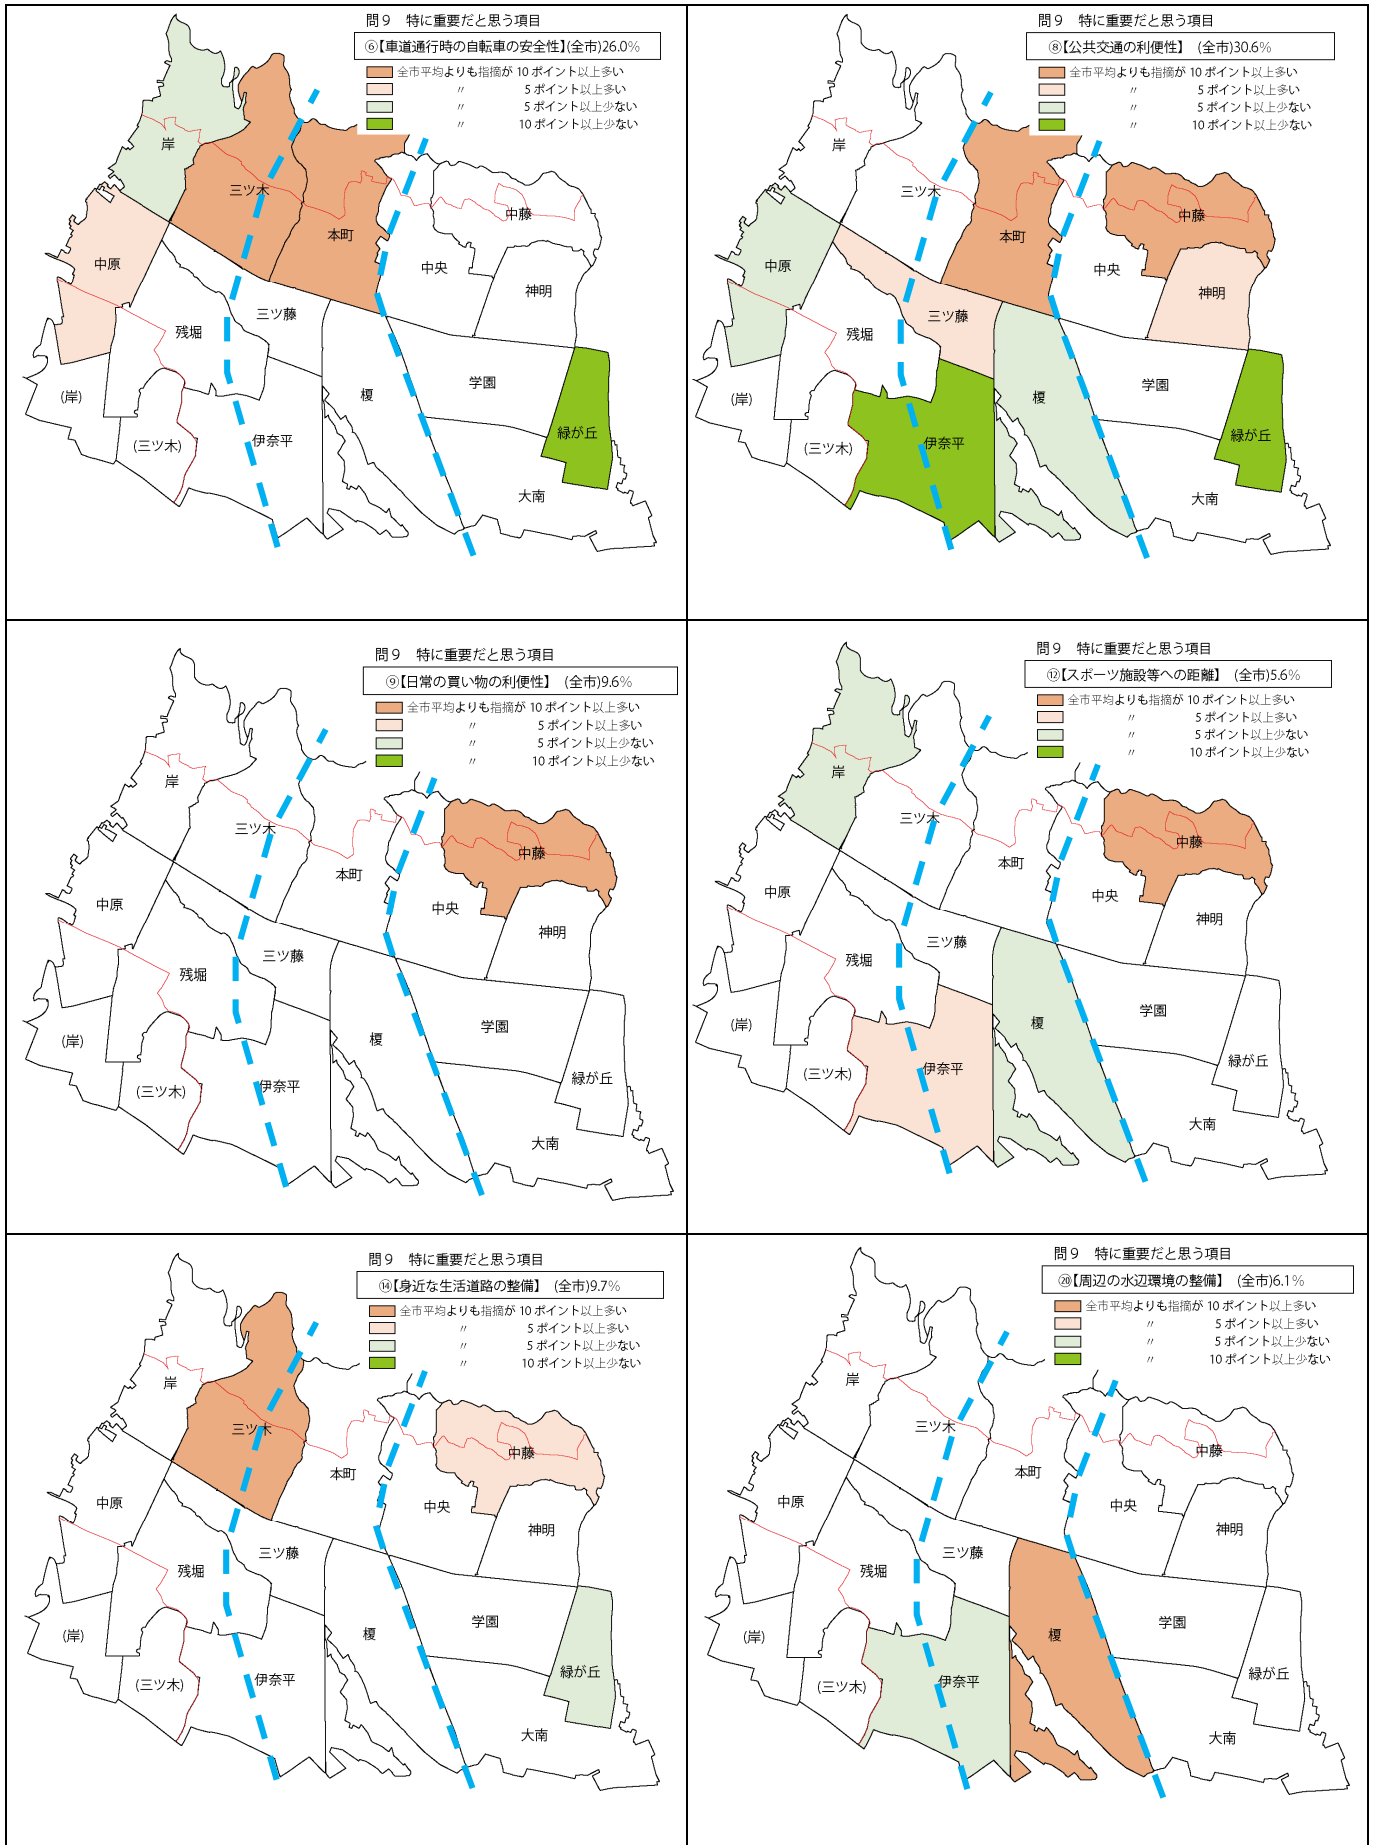 問９　特に重要だと思う項目
⑥【車道通行時の自転車の安全性】(全市)26.0％
全市平均よりも指摘が 10 ポイント以上多い
〃　5 ポイント以上多い
〃　5 ポイント以上少ない
〃　10 ポイント以上少ない
岸
三ツ木
本町
中藤
中原
中央
神明
三ツ藤
残堀
学園
榎
(岸)
緑が丘
(三ツ木)
伊奈平
大南
問９　特に重要だと思う項目
⑧【公共交通の利便性】　(全市)30.6％
全市平均よりも指摘が 10 ポイント以上多い
〃　5 ポイント以上多い
〃　5 ポイント以上少ない
〃　10 ポイント以上少ない
岸
三ツ木
本町
中藤
中原
中央
神明
三ツ藤
残堀
学園
榎
(岸)
緑が丘
(三ツ木)
伊奈平
大南
問９　特に重要だと思う項目
⑨【日常の買い物の利便性】　(全市)9.6％
全市平均よりも指摘が 10 ポイント以上多い
〃　5 ポイント以上多い
〃　5 ポイント以上少ない
〃　10 ポイント以上少ない
岸
三ツ木
本町
中藤
中原
中央
神明
三ツ藤
残堀
学園
榎
(岸)
緑が丘
(三ツ木)
伊奈平
大南
問９　特に重要だと思う項目
⑫【スポーツ施設等への距離】　(全市)5.6％
全市平均よりも指摘が 10 ポイント以上多い
〃　5 ポイント以上多い
〃　5 ポイント以上少ない
〃　10 ポイント以上少ない
岸
三ツ木
本町
中藤
中原
中央
神明
三ツ藤
残堀
学園
榎
(岸)
緑が丘
(三ツ木)
伊奈平
大南
問９　特に重要だと思う項目
⑭【身近な生活道路の整備】　(全市)9.7％
全市平均よりも指摘が 10 ポイント以上多い
〃　5 ポイント以上多い
〃　5 ポイント以上少ない
〃　10 ポイント以上少ない
岸
三ツ木
本町
中藤
中原
中央
神明
三ツ藤
残堀
学園
榎
(岸)
緑が丘
(三ツ木)
伊奈平
大南
問９　特に重要だと思う項目
⑳【周辺の水辺環境の整備】　(全市)6.1％
全市平均よりも指摘が 10 ポイント以上多い
〃　5 ポイント以上多い
〃　5 ポイント以上少ない
〃　10 ポイント以上少ない
岸
三ツ木
本町
中藤
中原
中央
神明
三ツ藤
残堀
学園
榎
(岸)
緑が丘
(三ツ木)
伊奈平
大南